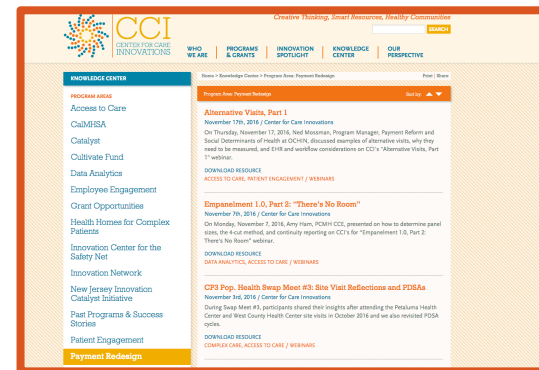 Creative Thinking, Smart Resources, Healthy Communities
CCI
CENTER FOR CARE
INNOVATIONS
SEARCH
WHO
WE ARE
PROGRAMS
& GRANTS
INNOVATION
SPOTLIGHT
KNOWLEDGE
CENTER
OUR
PERSPECTIVE
KNOWLEDGE CENTER
PROGRAM AREAS
Access to Care
CalMHSA
Catalyst
Cultivate Fund
Data Analytics
Employee Engagement
Grant Opportunities
Health Homes for Complex
Patients
Innovation Center for the
Safety Net
Innovation Network
New Jersey Innovation
Catalyst Initiative
Past Programs & Success
Stories
Patient Engagement
Payment Redesign
Home > Knowledge Center > Program Area: Payment Redesign
Print | Share
Program Area: Payment Redesign
Sort by:
Alternative Visits, Part 1
November 17th, 2016 / Center for Care Innovations
On Thursday, November 17, 2016, Ned Mossman, Program Manager, Payment Reform and
Social Determinants of Health at OCHIN, discussed examples of alternative visits, why they
need to be measured, and EHR and workflow considerations on CCI's "Alternative Visits, Part
1" webinar.
DOWNLOAD RESOURCE
ACCESS TO CARE, PATIENT ENGAGEMENT / WEBINARS
Empanelment 1.0, Part 2: "There's No Room"
November 7th, 2016 / Center for Care Innovations
On Monday, November 7, 2016, Amy Ham, PCMH CCE, presented on how to determine panel
sizes, the 4-cut method, and continuity reporting on CCI's for "Empanelment 1.0, Part 2:
There's No Room" webinar.
DOWNLOAD RESOURCE
DATA ANALYTICS, ACCESS TO CARE / WEBINARS
CP3 Pop. Health Swap Meet #3: Site Visit Reflections and PDSAs
November 3rd, 2016 / Center for Care Innovations
During Swap Meet #3, participants shared their insights after attending the Petaluma Health
Center and West County Health Center site visits in October 2016 and we also revisited PDSA
cycles.
DOWNLOAD RESOURCE
COMPLEX CARE, ACCESS TO CARE / WEBINARS